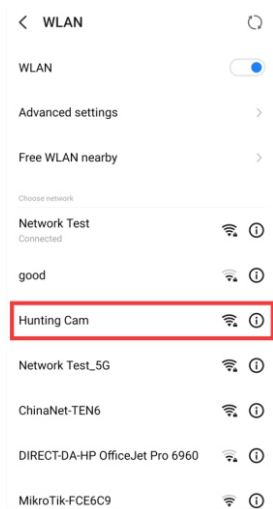 WLAN
WLAN
Advanced settings
Free WLAN nearby
Choose network
Network Test
Connected
good
Hunting Cam
Network Test_5G
ChinaNet-TEN6
DIRECT-DA-HP OfficeJet Pro 6960
MikroTik-FCE6C9